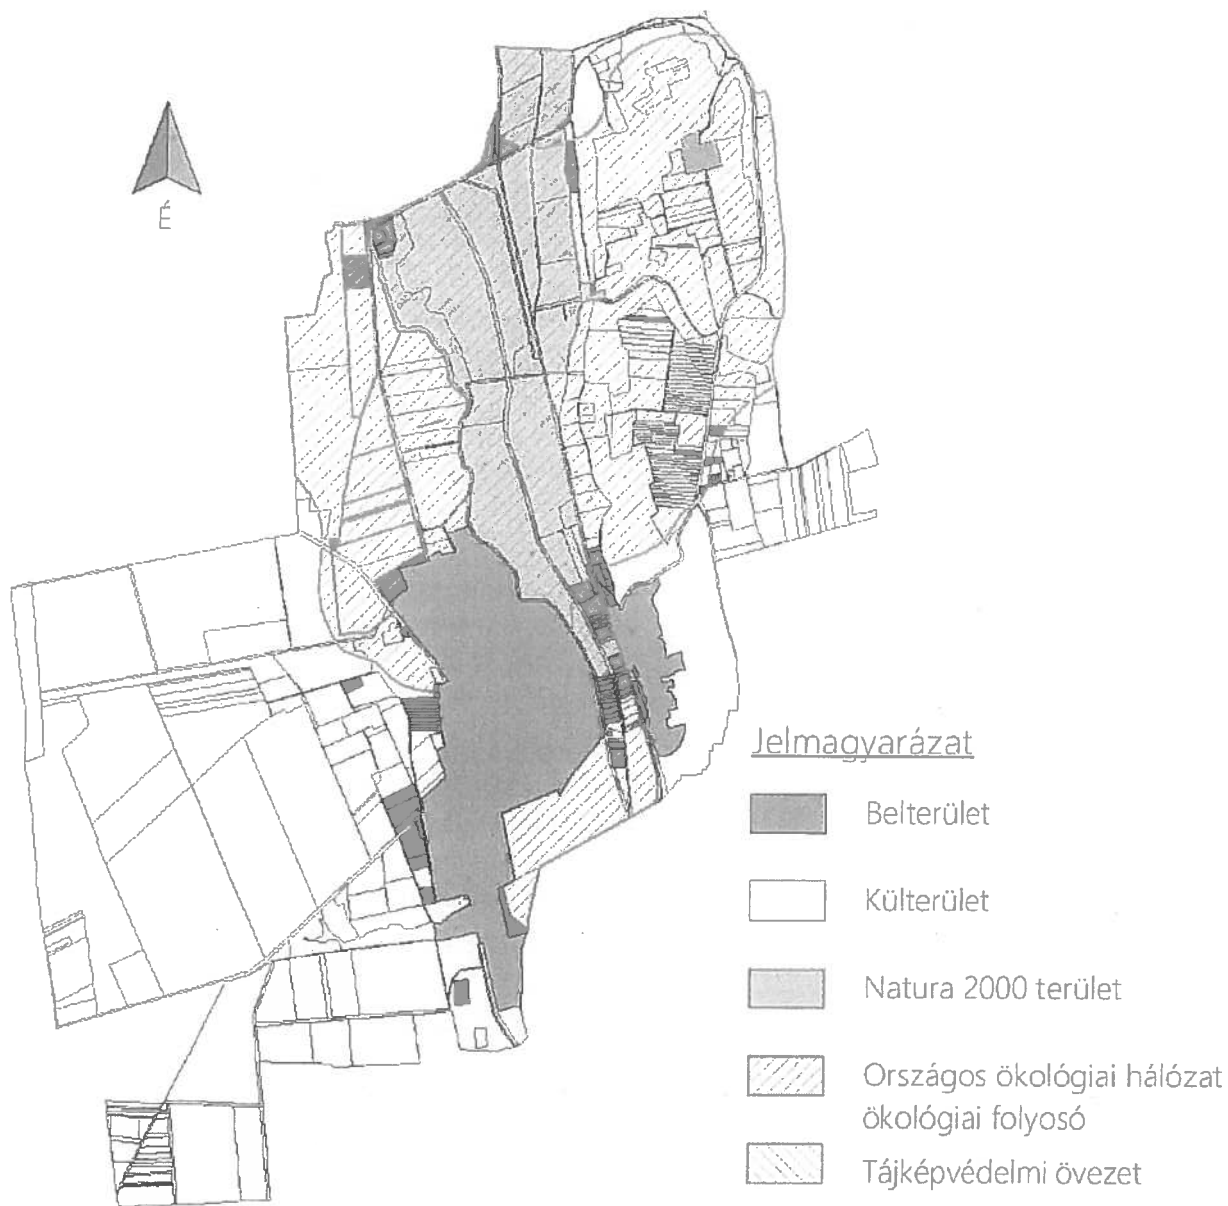 É
Jelmagyarázat
Belterület
Külterület
Natura 2000 terület
Országos ökológiai hálózat
ökológiai folyosó
Tájképvédelmi övezet